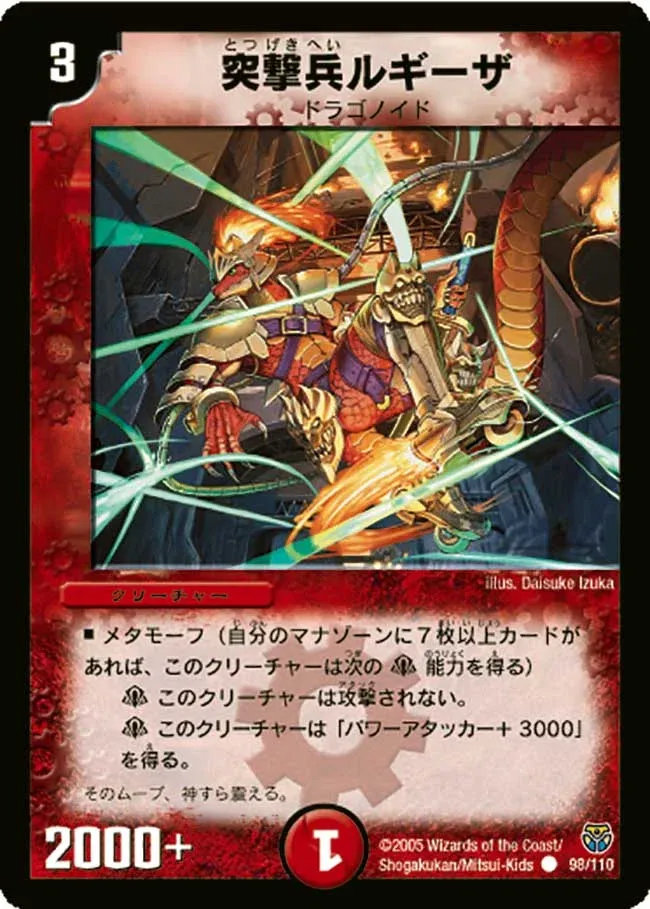 3
とつげきへい
突撃兵ルギーザ
ドラゴノイド
illus. Daisuke Izuka
クリーチャー
■ メタモーフ（自分のマナゾーンに7枚以上カードが
あれば、このクリーチャーは次の 能力を得る）
このクリーチャーは攻撃されない。
このクリーチャーは「パワーアタッカー＋3000」
を得る。
そのムーブ、神すら震える。
2000+
1
©2005 Wizards of the Coast/
Shogakukan/Mitsui-Kids ● 98/110